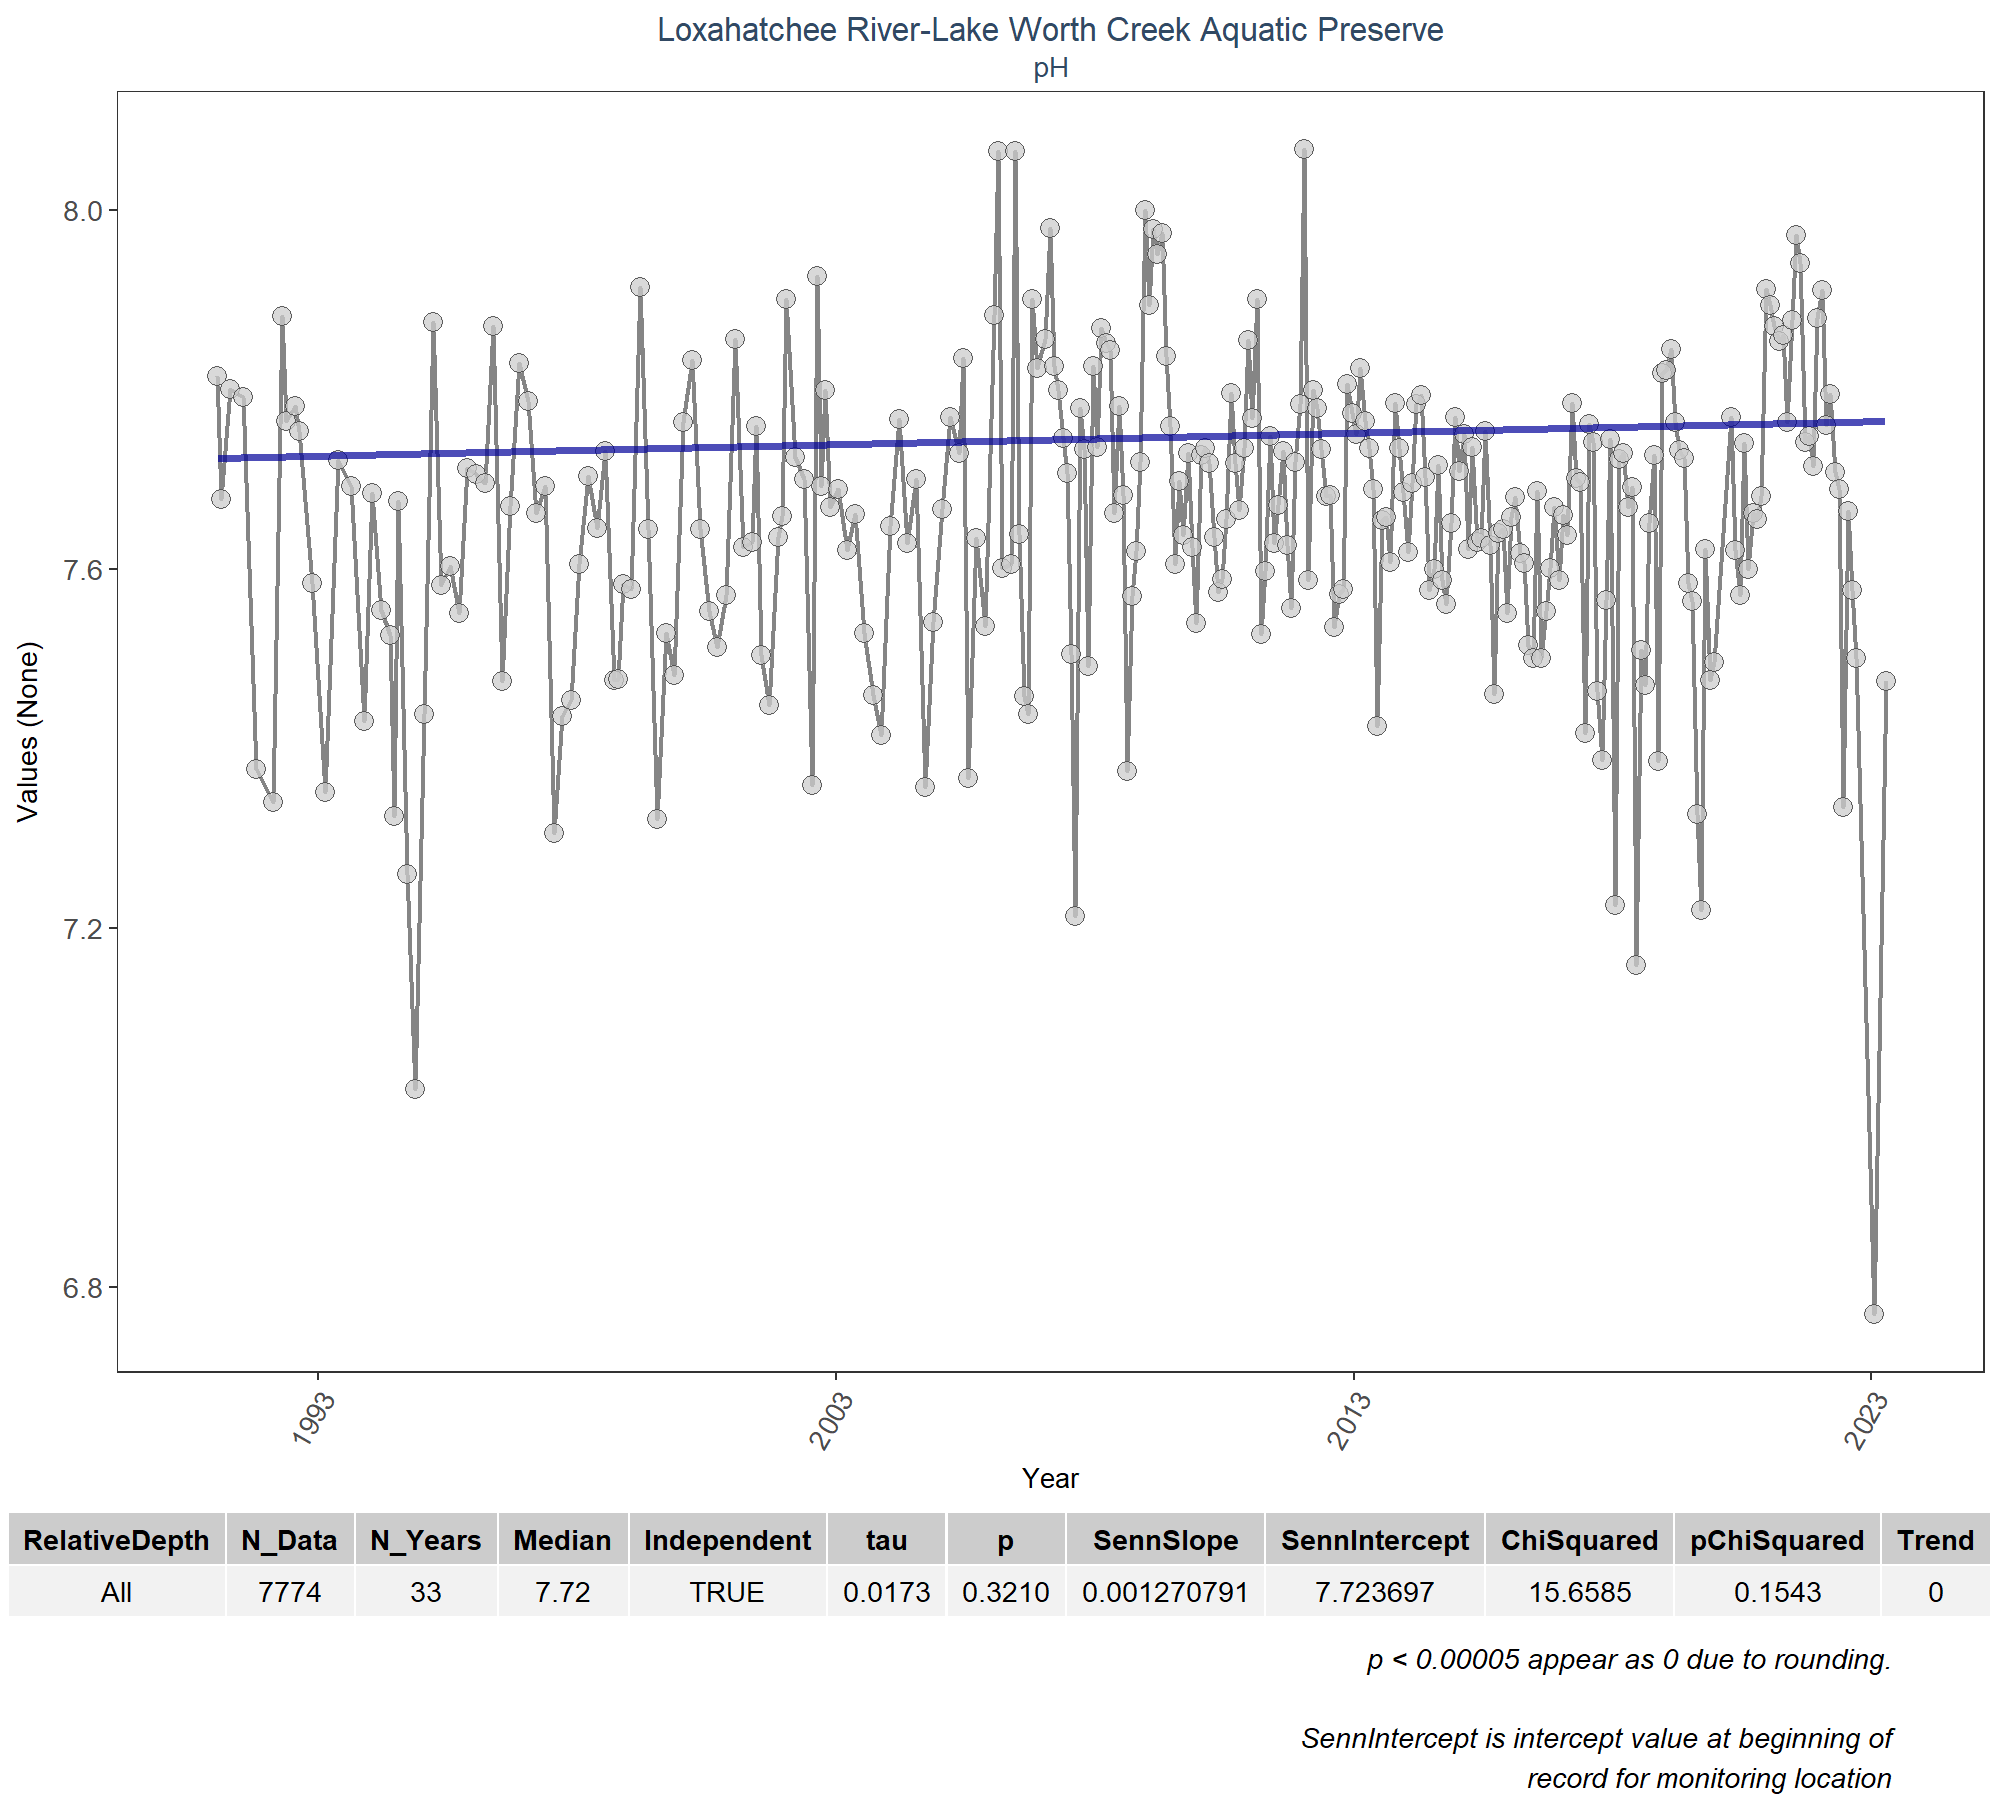 Loxahatchee River-Lake Worth Creek Aquatic Preserve
pH
8.0
7.6
7.2
6.8
Values (None)
1993
2003
2013
2023
Year
RelativeDepth N_Data N_Years Median Independent tau p SennSlope SennIntercept ChiSquared pChiSquared Trend
All 7774 33 7.72 TRUE 0.0173 0.3210 0.001270791 7.723697 15.6585 0.1543 0
p < 0.00005 appear as 0 due to rounding.
SennIntercept is intercept value at beginning of
record for monitoring location